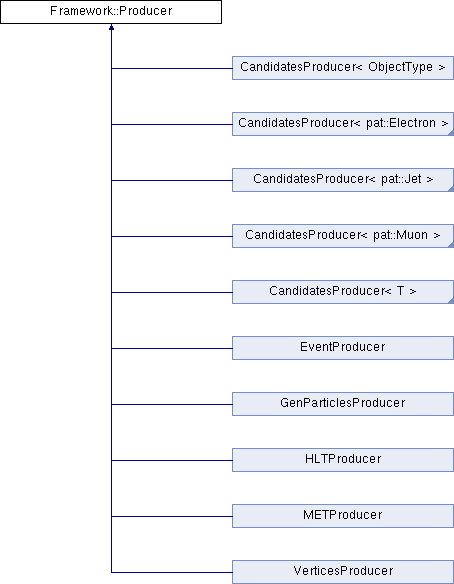 Framework::Producer
CandidatesProducer< ObjectType >
CandidatesProducer< pat::Electron >
CandidatesProducer< pat::Jet >
CandidatesProducer< pat::Muon >
CandidatesProducer< T >
EventProducer
GenParticlesProducer
HLTProducer
METProducer
VerticesProducer